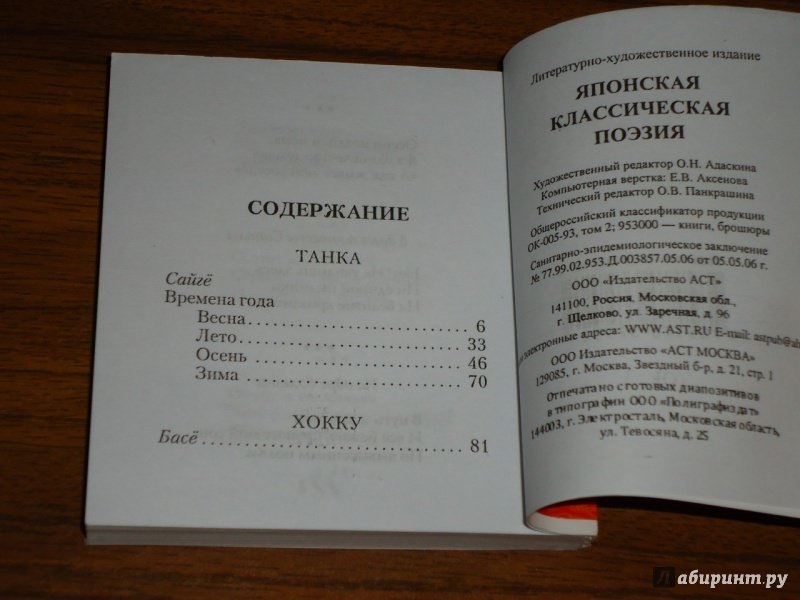 СОДЕРЖАНИЕ
ТАНКА
Сайгё
Времена года
Весна 6
Лето 33
Осень 46
Зима 70
ХОККУ
Басё 81
Литературно-художественное издание
ЯПОНСКАЯ
КЛАССИЧЕСКАЯ
ПОЭЗИЯ
Художественный редактор О.Н. Адаскина
Компьютерная верстка: Е.В. Аксенова
Технический редактор О.В. Панкрашина
Общероссийский классификатор продукции
ОК-005-93, том 2; 953000 — книги, брошюры
Санитарно-эпидемиологическое заключение
№ 77.99.02.953.Д.003857.05.06 от 05.05.06 г.
ООО «Издательство АСТ»
141100, Россия, Московская обл.,
г. Щелково, ул. Заречная, д. 96
электронные адреса: WWW.AST.RU E-mail:
ООО Издательство «АСТ МОСКВА»
129085, г. Москва, Звездный б-р, д. 21, стр. 1
Отпечатано с готовых диапозитивов
в типографии ООО «Полиграфиздат»
144003, г. Электросталь, Московская область,
ул. Тевосяна, д. 25
Лабиринт.ру